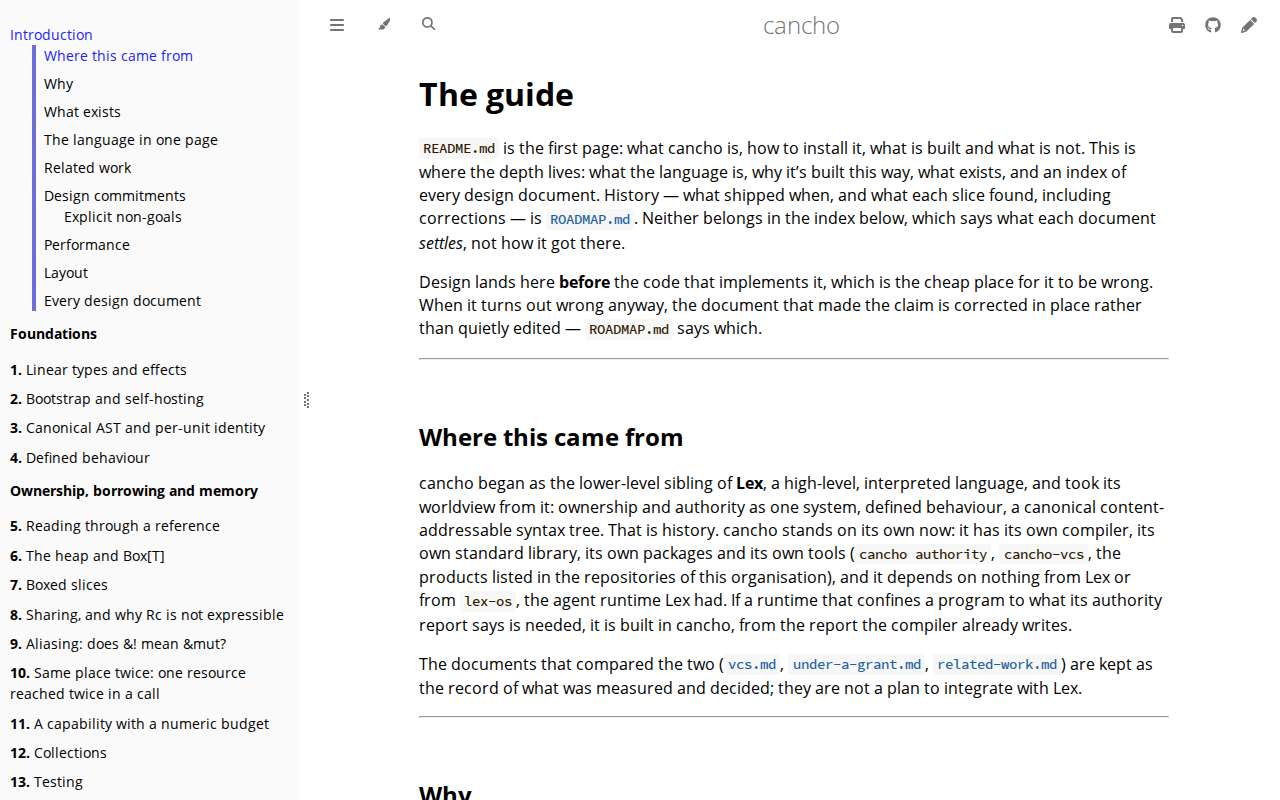 Introduction
Where this came from
Why
What exists
The language in one page
Related work
Design commitments
Explicit non-goals
Performance
Layout
Every design document
Foundations
1. Linear types and effects
2. Bootstrap and self-hosting
3. Canonical AST and per-unit identity
4. Defined behaviour
Ownership, borrowing and memory
5. Reading through a reference
6. The heap and Box[T]
7. Boxed slices
8. Sharing, and why Rc is not expressible
9. Aliasing: does &! mean &mut?
10. Same place twice: one resource
reached twice in a call
11. A capability with a numeric budget
12. Collections
13. Testing
cancho
The guide
README.md is the first page: what cancho is, how to install it, what is built and what is not. This is
where the depth lives: what the language is, why it's built this way, what exists, and an index of
every design document. History — what shipped when, and what each slice found, including
corrections — is ROADMAP.md. Neither belongs in the index below, which says what each document
settles, not how it got there.
Design lands here before the code that implements it, which is the cheap place for it to be wrong.
When it turns out wrong anyway, the document that made the claim is corrected in place rather
than quietly edited — ROADMAP.md says which.
Where this came from
cancho began as the lower-level sibling of Lex, a high-level, interpreted language, and took its
worldview from it: ownership and authority as one system, defined behaviour, a canonical content-
addressable syntax tree. That is history. cancho stands on its own now: it has its own compiler, its
own standard library, its own packages and its own tools (cancho authority, cancho-vcs, the
products listed in the repositories of this organisation), and it depends on nothing from Lex or
from lex-os, the agent runtime Lex had. If a runtime that confines a program to what its authority
report says is needed, it is built in cancho, from the report the compiler already writes.
The documents that compared the two (vcs.md, under-a-grant.md, related-work.md) are kept as
the record of what was measured and decided; they are not a plan to integrate with Lex.
Why